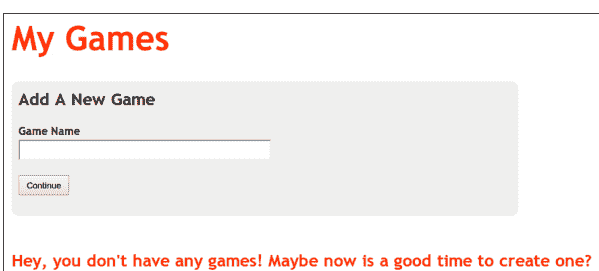 My Games
Add A New Game
Game Name
Continue
Hey, you don't have any games! Maybe now is a good time to create one?